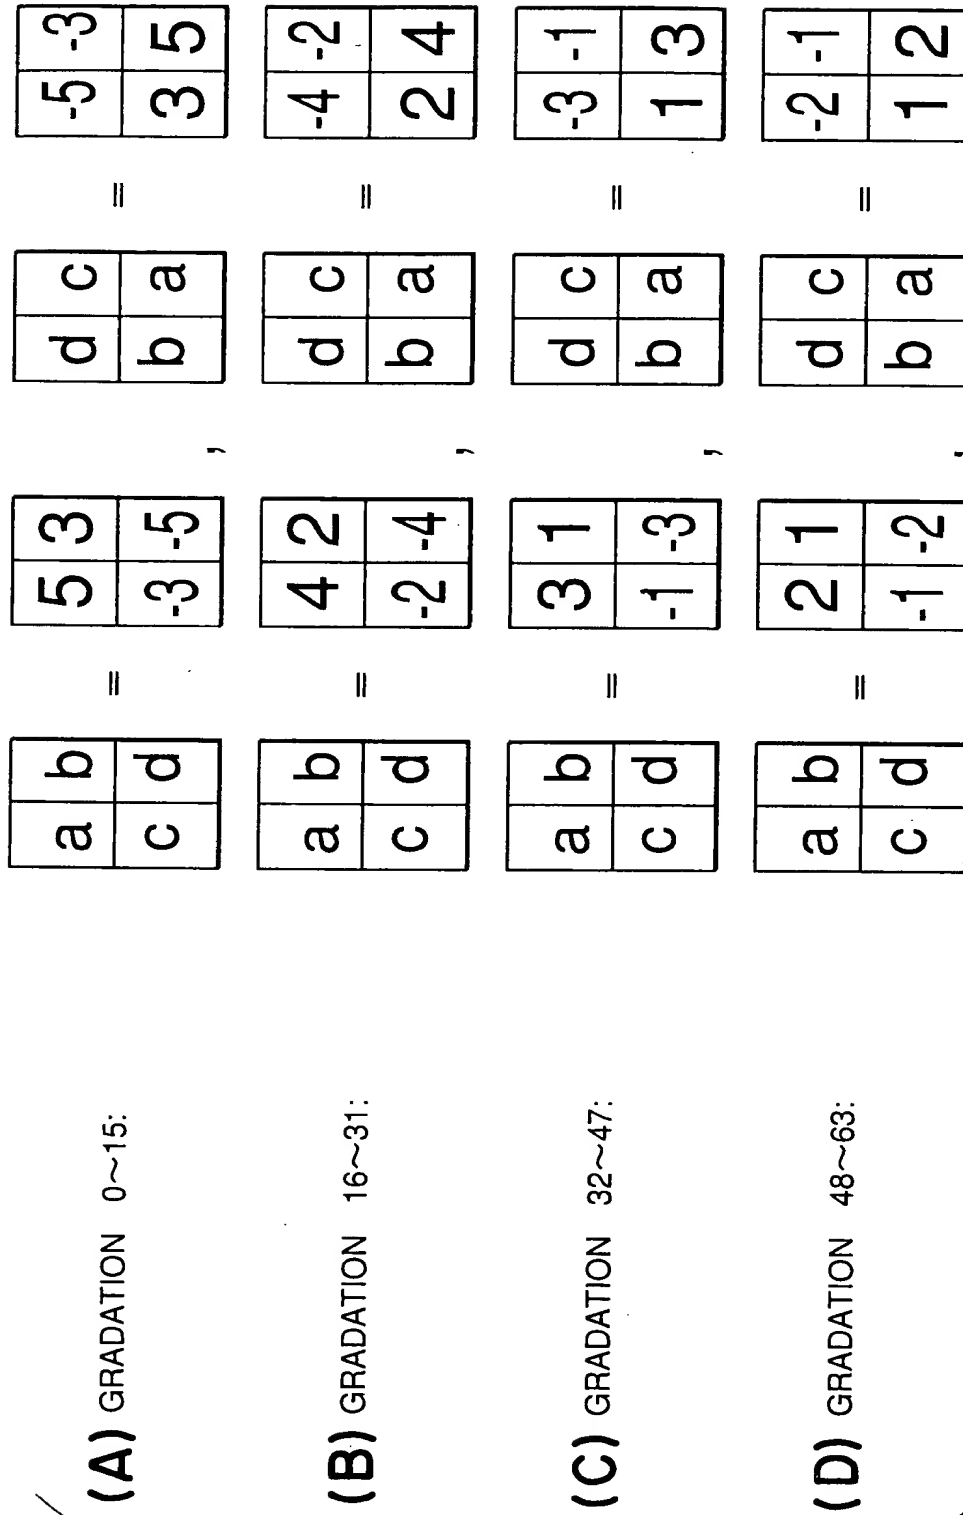 (A) GRADATION 0~15:
a b
c d
=
5 3
-3 -5
,
d c
b a
=
-5 -3
3 5
(B) GRADATION 16~31:
a b
c d
=
4 2
-2 -4
,
d c
b a
=
-4 -2
2 4
(C) GRADATION 32~47:
a b
c d
=
3 1
-1 -3
,
d c
b a
=
-3 -1
1 3
(D) GRADATION 48~63:
a b
c d
=
2 1
-1 -2
,
d c
b a
=
-2 -1
1 2